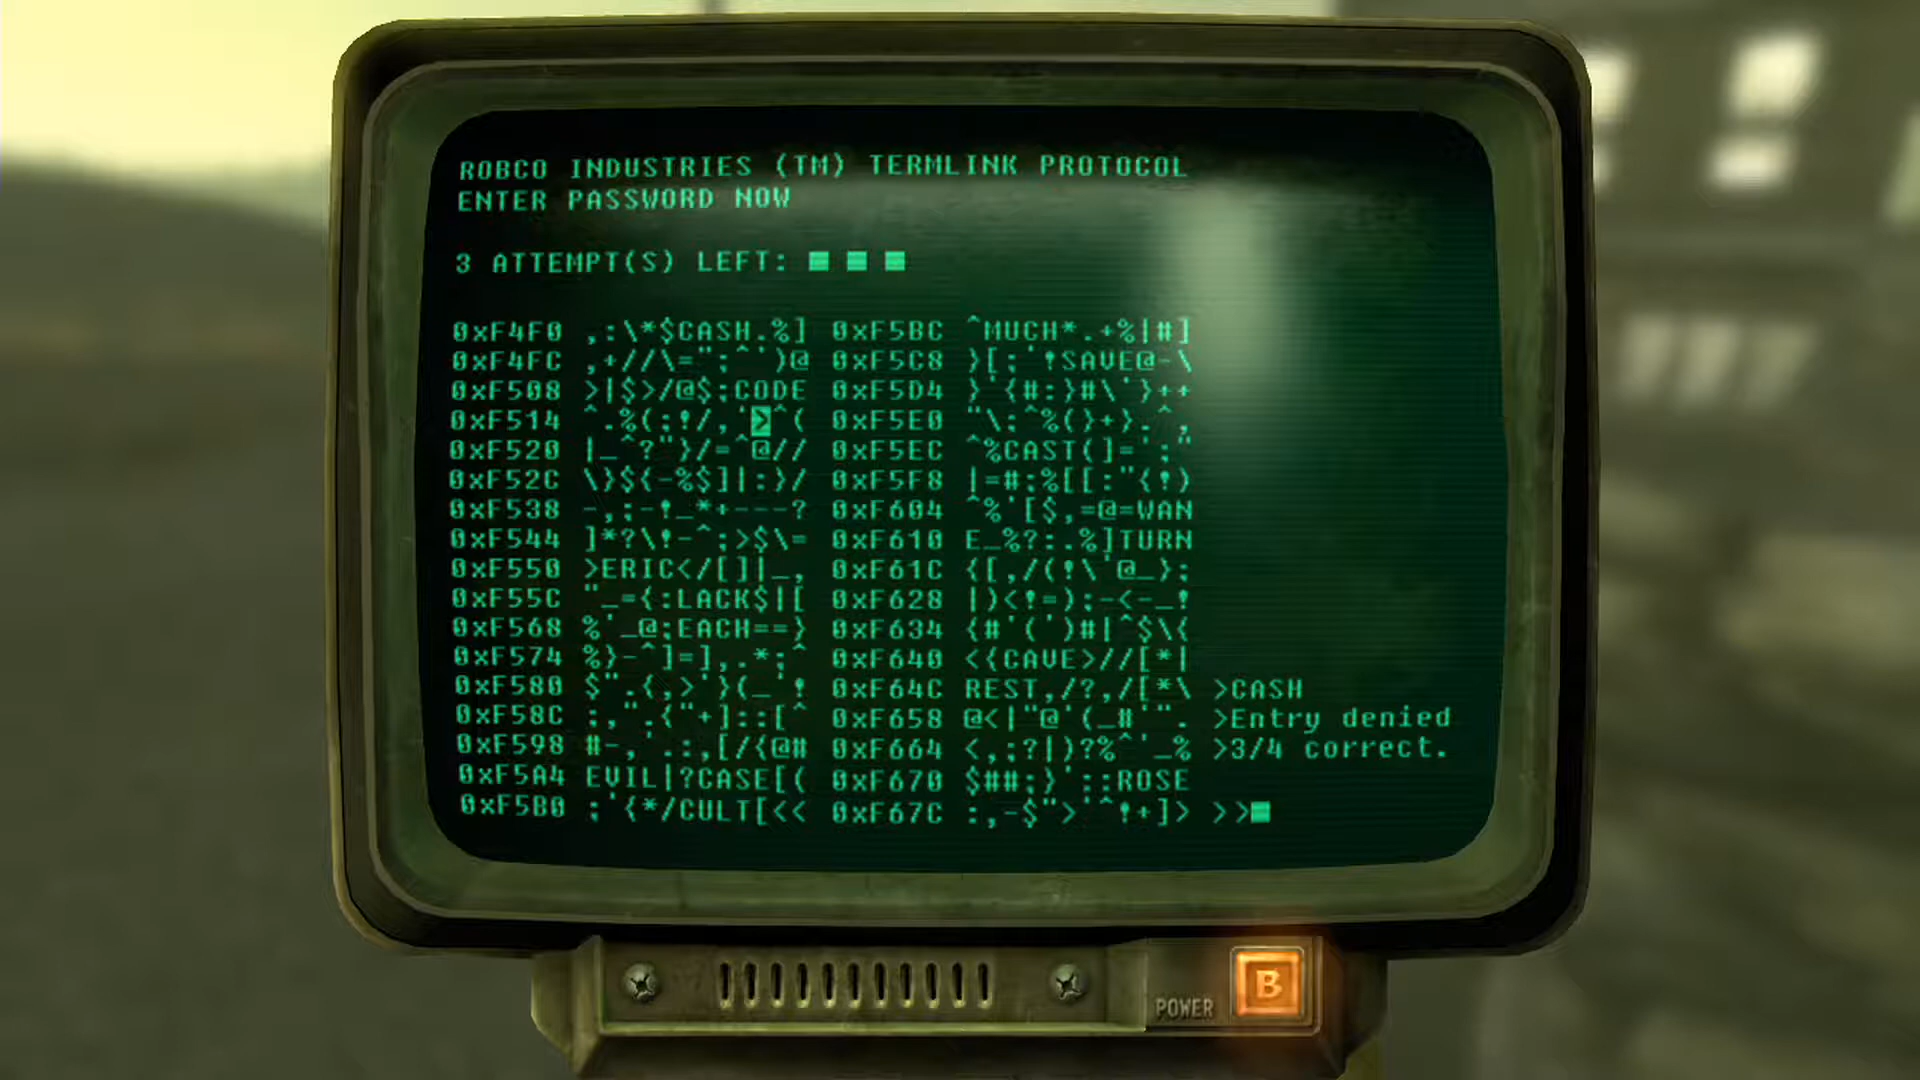 ROBCO INDUSTRIES (TM) TERMLINK PROTOCOL
ENTER PASSWORD NOW
3 ATTEMPT(S) LEFT: ■ ■ ■
0xF4F0 ,:\*$CASH.%] 0xF5BC ^MUCH*.+%|#]
0xF4FC ,+//\=";^')@ 0xF5C8 }[;'!SAVE@-\
0xF508 >|$>/@$;CODE 0xF5D4 }'{#:}#\'}++
0xF514 ^.%(:!/,'>^( 0xF5E0 "\:^%(}+}.^,
0xF520 |_^?"}/=^@// 0xF5EC ^%CAST(]=';"
0xF52C \}$(-%$]|:}/ 0xF5F8 |=#;%[[:"{!)
0xF538 -,;-!_*+---? 0xF604 ^%'[$,=@=WAN
0xF544 ]*?\!-^;>$\= 0xF610 E_%?:.%]TURN
0xF550 >ERIC</[]|_, 0xF61C {[,/(!\'@_};
0xF55C "_={:LACK$|[ 0xF628 |)<!=);-<-_!
0xF568 %'_@;EACH==} 0xF634 {#'(')#|^$\{
0xF574 %}-^]=],.*;^ 0xF640 <{CAVE>//[*|
0xF580 $".{,>'}(_'! 0xF64C REST,/?,/[*\ >CASH
0xF58C :,".{"+]::[^ 0xF658 @<|"@'(_#'". >Entry denied
0xF598 #-,'.:,[/{@# 0xF664 <,:?|)?%^'_% >3/4 correct.
0xF5A4 EVIL|?CASE[( 0xF670 $##;}'::ROSE
0xF5B0 ;'{*/CULT[<< 0xF67C :,-$">'^!+]> >>■
POWER
B